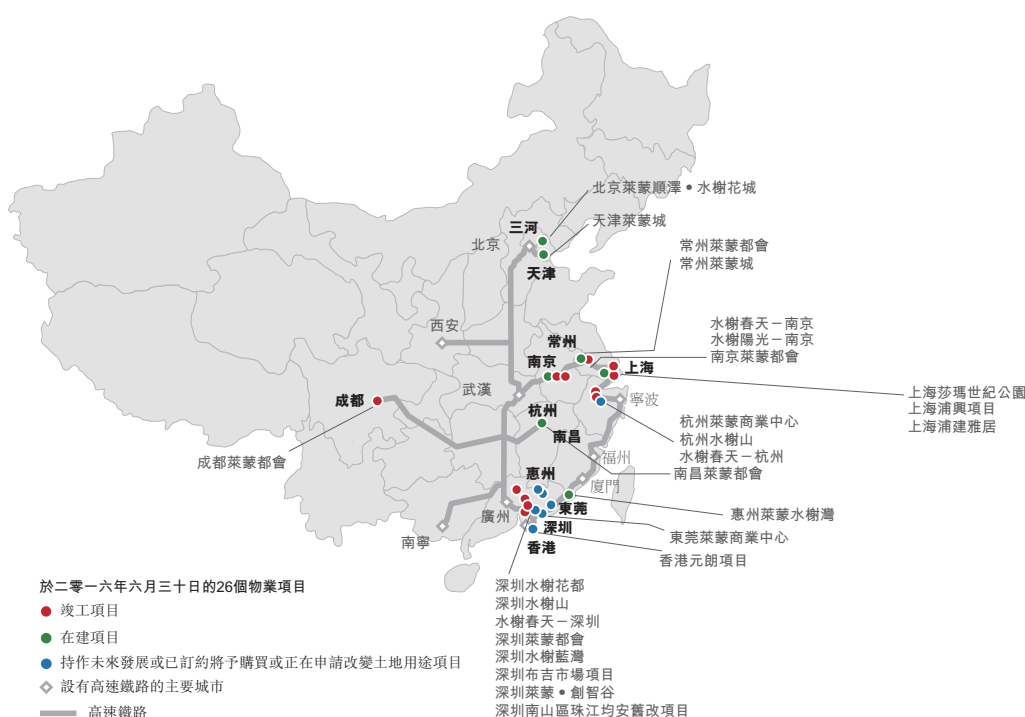 北京萊蒙順澤•水榭花城
三河
天津萊蒙城
北京
天津
常州萊蒙都會
常州萊蒙城
西安
常州
水榭春天－南京
水榭陽光－南京
南京萊蒙都會
南京
上海
武漢
成都
上海莎瑪世紀公園
上海浦興項目
上海浦建雅居
寧波
杭州
杭州萊蒙商業中心
杭州水榭山
水榭春天－杭州
南昌
成都萊蒙都會
福州
南昌萊蒙都會
惠州
廈門
廣州
東莞
惠州萊蒙水榭灣
南寧
深圳
東莞萊蒙商業中心
香港
香港元朗項目
深圳水榭花都
深圳水榭山
水榭春天－深圳
深圳萊蒙都會
深圳水榭藍灣
深圳布吉市場項目
深圳萊蒙•創智谷
深圳南山區珠江均安舊改項目
於二零一六年六月三十日的26個物業項目
竣工項目
在建項目
持作未來發展或已訂約將予購買或正在申請改變土地用途項目
設有高速鐵路的主要城市
高速鐵路